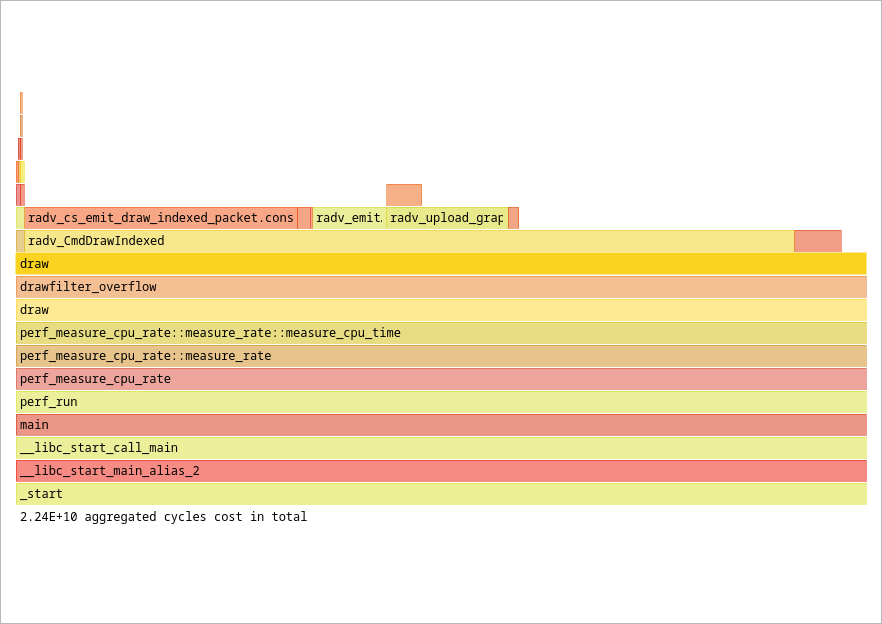 radv_cs_emit_draw_indexed_packet.cons radv_emit. radv_upload_grap
radv_CmdDrawIndexed
draw
drawfilter_overflow
draw
perf_measure_cpu_rate::measure_rate::measure_cpu_time
perf_measure_cpu_rate::measure_rate
perf_measure_cpu_rate
perf_run
main
__libc_start_call_main
__libc_start_main_alias_2
_start
2.24E+10 aggregated cycles cost in total